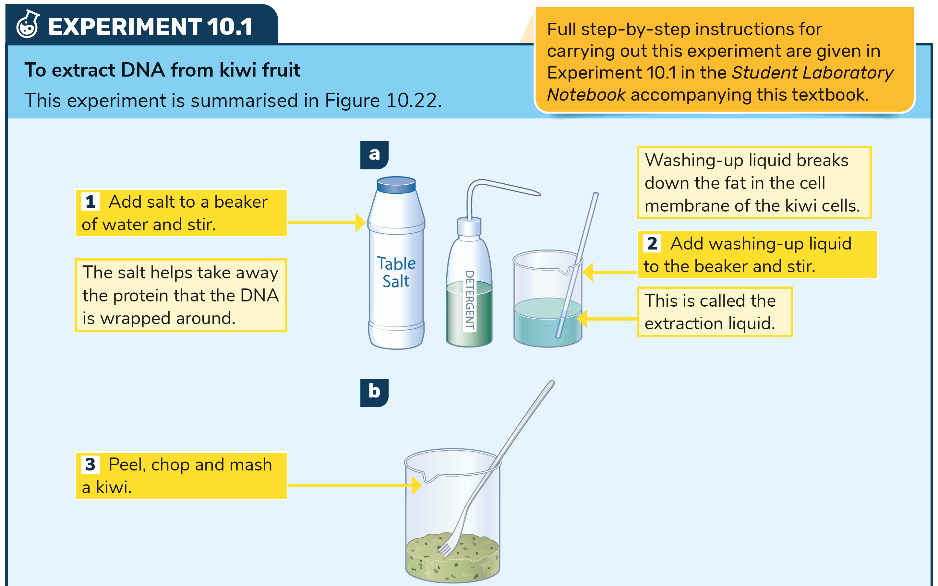 EXPERIMENT 10.1
Full step-by-step instructions for
carrying out this experiment are given in
Experiment 10.1 in the Student Laboratory
Notebook accompanying this textbook.
To extract DNA from kiwi fruit
This experiment is summarised in Figure 10.22.
a
1 Add salt to a beaker
of water and stir.
The salt helps take away
the protein that the DNA
is wrapped around.
Table
Salt
DETERGENT
Washing-up liquid breaks
down the fat in the cell
membrane of the kiwi cells.
2 Add washing-up liquid
to the beaker and stir.
This is called the
extraction liquid.
b
3 Peel, chop and mash
a kiwi.